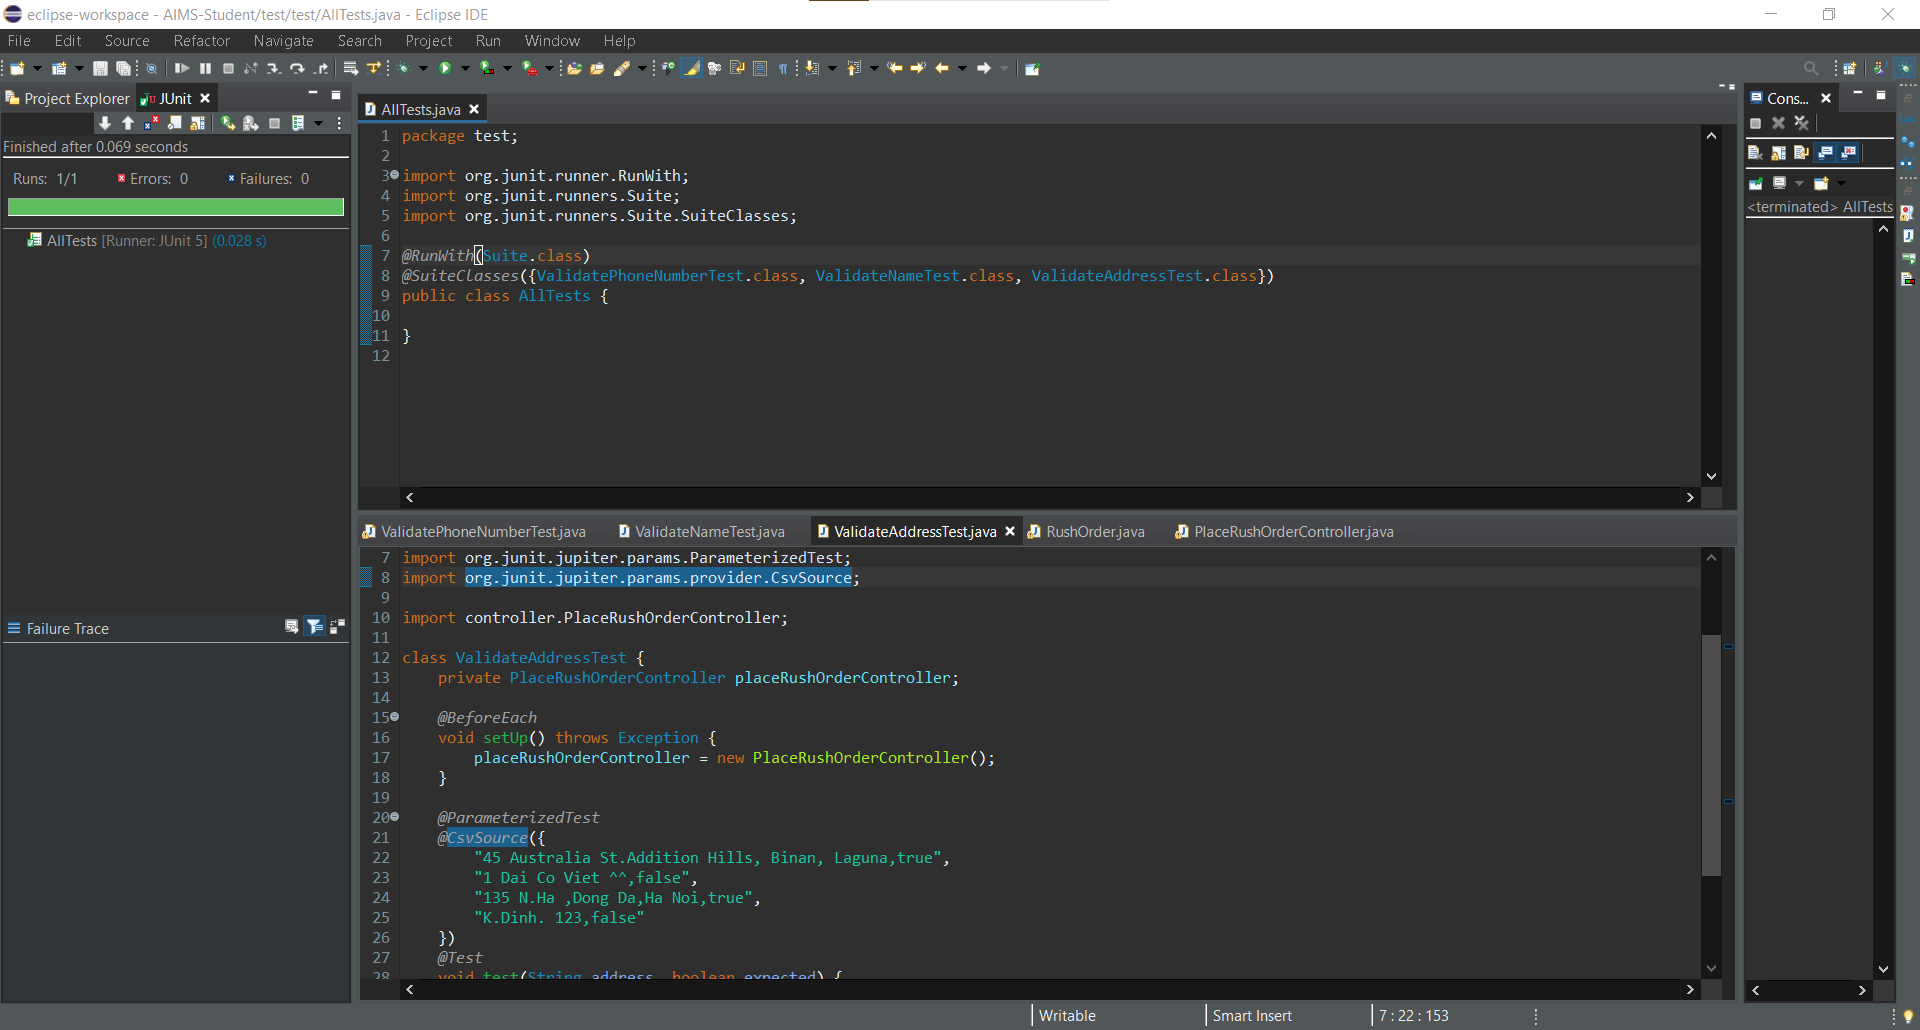 eclipse-workspace - AIMS-Student/test/test/AllTests.java - Eclipse IDE
File Edit Source Refactor Navigate Search Project Run Window Help
Project Explorer JUnit
Finished after 0.069 seconds
Runs: 1/1 Errors: 0 Failures: 0
AllTests [Runner: JUnit 5] (0.028 s)
Failure Trace
AllTests.java
1 package test;
2
3 import org.junit.runner.RunWith;
4 import org.junit.runners.Suite;
5 import org.junit.runners.Suite.SuiteClasses;
6
7 @RunWith(Suite.class)
8 @SuiteClasses({ValidatePhoneNumberTest.class, ValidateNameTest.class, ValidateAddressTest.class})
9 public class AllTests {
10
11 }
12
ValidatePhoneNumberTest.java ValidateNameTest.java ValidateAddressTest.java RushOrder.java PlaceRushOrderController.java
7 import org.junit.jupiter.params.ParameterizedTest;
8 import org.junit.jupiter.params.provider.CsvSource;
9
10 import controller.PlaceRushOrderController;
11
12 class ValidateAddressTest {
13 private PlaceRushOrderController placeRushOrderController;
14
15 @BeforeEach
16 void setUp() throws Exception {
17 placeRushOrderController = new PlaceRushOrderController();
18 }
19
20 @ParameterizedTest
21 @CsvSource({
22 "45 Australia St.Addition Hills, Binan, Laguna,true",
23 "1 Dai Co Viet ^^,false",
24 "135 N.Ha ,Dong Da,Ha Noi,true",
25 "K.Dinh. 123,false"
26 })
27 @Test
28 void test(String address, boolean expected) {
Cons...
<terminated> AllTests
Writable Smart Insert 7 : 22 : 153